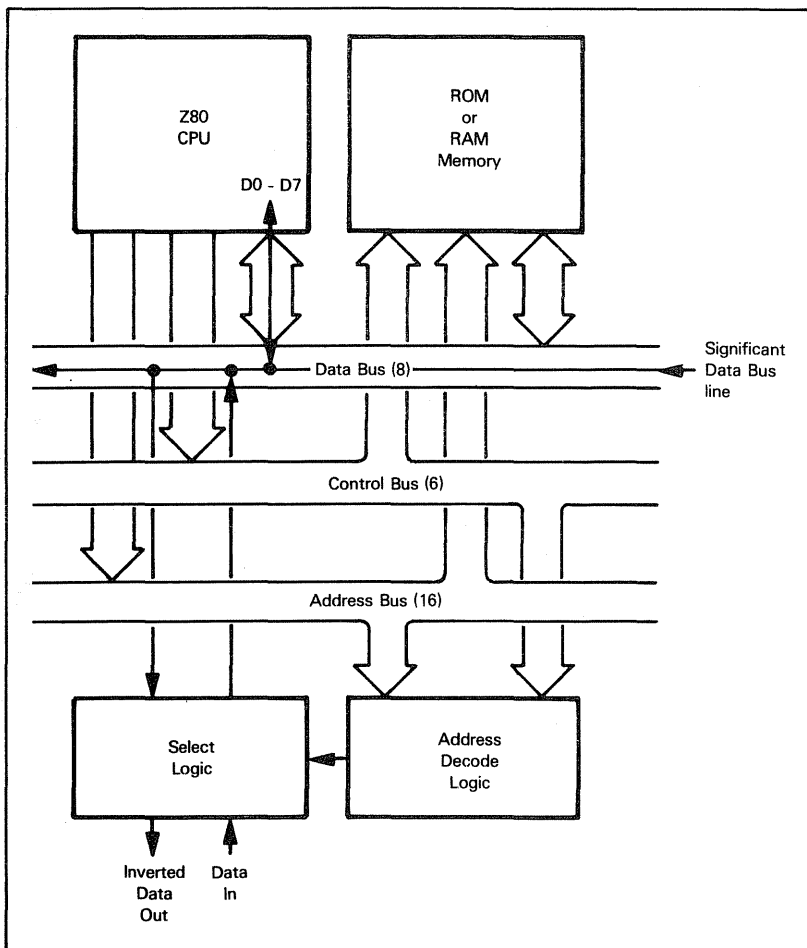 Z80
CPU
D0 - D7
ROM
or
RAM
Memory
Data Bus (8)
Significant
Data Bus
line
Control Bus (6)
Address Bus (16)
Select
Logic
Address
Decode
Logic
Inverted
Data
Out
Data
In